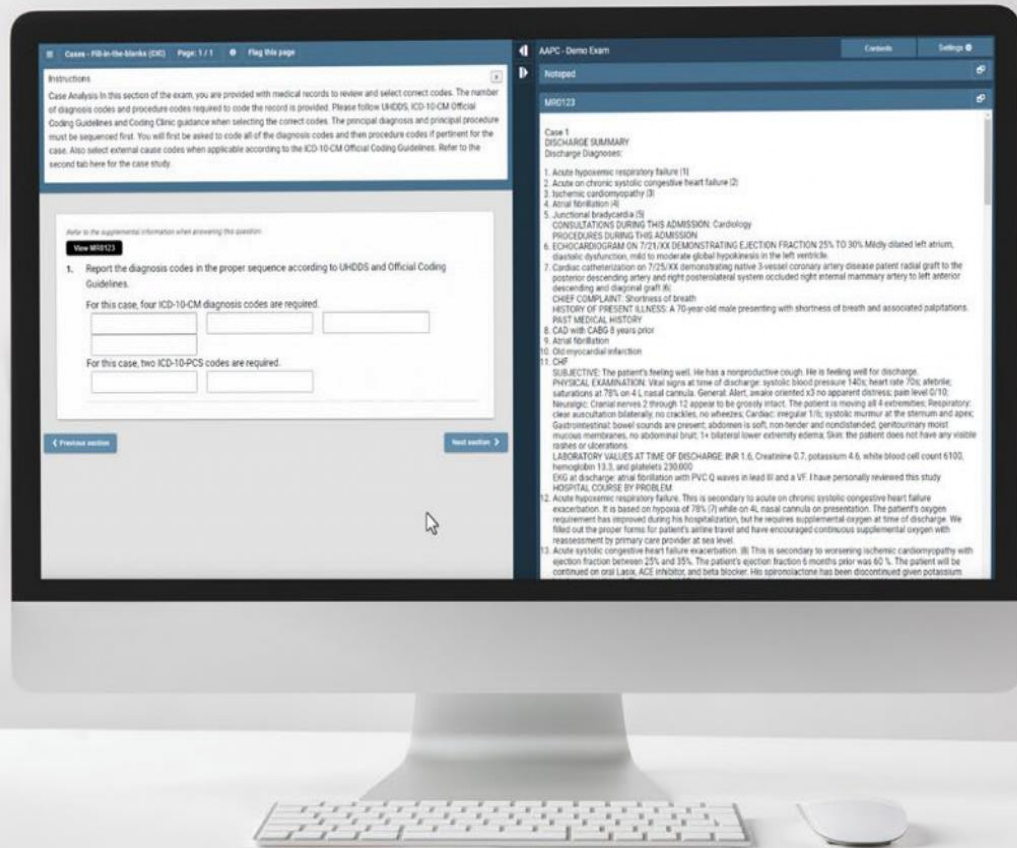 Cases - Fill-in-the-blanks (CIC) Page: 1 / 1 Flag this page
Instructions
x
Case Analysis In this section of the exam, you are provided with medical records to review and select correct codes. The number
of diagnosis codes and procedure codes required to code the record is provided. Please follow UHDDS, ICD-10-CM Official
Coding Guidelines and Coding Clinic guidance when selecting the correct codes. The principal diagnosis and principal procedure
must be sequenced first. You will first be asked to code all of the diagnosis codes and then procedure codes if pertinent for the
case. Also select external cause codes when applicable according to the ICD-10-CM Official Coding Guidelines. Refer to the
second tab here for the case study.
Refer to the supplemental information when answering this question
View MR0123
1. Report the diagnosis codes in the proper sequence according to UHDDS and Official Coding
Guidelines.
For this case, four ICD-10-CM diagnosis codes are required.
For this case, two ICD-10-PCS codes are required.
Previous section
Next section
AAPC - Demo Exam
Contents
Settings
Notepad
MR0123
Case 1
DISCHARGE SUMMARY
Discharge Diagnoses:
1. Acute hypoxemic respiratory failure |1|
2. Acute on chronic systolic congestive heart failure |2|
3. Ischemic cardiomyopathy |3|
4. Atrial fibrillation |4|
5. Junctional bradycardia |5|
CONSULTATIONS DURING THIS ADMISSION: Cardiology
PROCEDURES DURING THIS ADMISSION
6. ECHOCARDIOGRAM ON 7/21/XX DEMONSTRATING EJECTION FRACTION 25% TO 30% Mildly dilated left atrium,
diastolic dysfunction, mild to moderate global hypokinesis in the left ventricle.
7. Cardiac catheterization on 7/25/XX demonstrating native 3-vessel coronary artery disease patent radial graft to the
posterior descending artery and right posterolateral system occluded right internal mammary artery to left anterior
descending and diagonal graft |6|
CHIEF COMPLAINT: Shortness of breath
HISTORY OF PRESENT ILLNESS: A 70-year-old male presenting with shortness of breath and associated palpitations.
PAST MEDICAL HISTORY
8. CAD with CABG 8 years prior
9. Atrial fibrillation
10. Old myocardial infarction
11. CHF
SUBJECTIVE: The patient's feeling well. He has a nonproductive cough. He is feeling well for discharge.
PHYSICAL EXAMINATION: Vital signs at time of discharge: systolic blood pressure 140s; heart rate 70s; afebrile;
saturations at 78% on 4 L nasal cannula. General: Alert, awake oriented x3 no apparent distress; pain level 0/10;
Neuralgic: Cranial nerves 2 through 12 appear to be grossly intact. The patient is moving all 4 extremities; Respiratory:
clear auscultation bilaterally, no crackles, no wheezes; Cardiac: irregular 1/6; systolic murmur at the sternum and apex;
Gastrointestinal: bowel sounds are present; abdomen is soft, non-tender and nondistended; genitourinary moist
mucous membranes, no abdominal bruit; 1+ bilateral lower extremity edema; Skin: the patient does not have any visible
rashes or ulcerations.
LABORATORY VALUES AT TIME OF DISCHARGE: INR 1.6, Creatinine 0.7, potassium 4.6, white blood cell count 6100,
hemoglobin 13.3, and platelets 230,000
EKG at discharge: atrial fibrillation with PVC Q waves in lead III and a VF. I have personally reviewed this study
HOSPITAL COURSE BY PROBLEM
12. Acute hypoxemic respiratory failure. This is secondary to acute on chronic systolic congestive heart failure
exacerbation. It is based on hypoxia of 78% |7| while on 4L nasal cannula on presentation. The patient's oxygen
requirement has improved during his hospitalization, but he requires supplemental oxygen at time of discharge. We
filled out the proper forms for patient's airline travel and have encouraged continuous supplemental oxygen with
reassessment by primary care provider at sea level.
13. Acute systolic congestive heart failure exacerbation. |8| This is secondary to worsening ischemic cardiomyopathy with
ejection fraction between 25% and 35%. The patient's ejection fraction 6 months prior was 60 %. The patient will be
continued on oral Lasix, ACE inhibitor, and beta blocker. His spironolactone has been discontinued given potassium